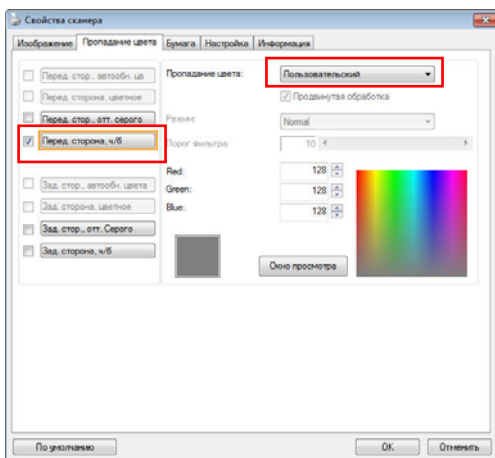 Свойства сканера
Изображение Пропадание цвета Бумага Настройка Информация
Перед. стор., автообн. цв
Перед. сторона, цветное
Перед. стор., отт. серого
Перед. сторона, ч/б
Зад. стор., автообн. цвета
Зад. сторона, цветное
Зад. стор., отт. Серого
Зад. сторона, ч/б
Пропадание цвета: Пользовательский
Продвинутая обработка
Режим: Normal
Порог фильтра: 10
Red: 128
Green: 128
Blue: 128
Окно просмотра
По умолчанию OK Отменить